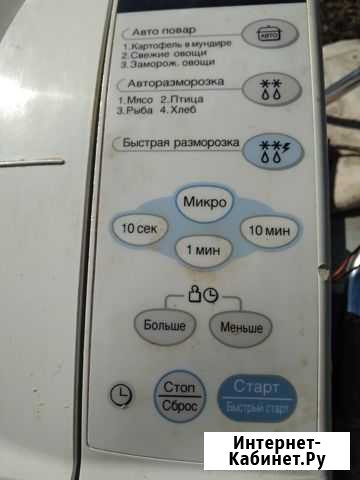 Авто повар
1.Картофель в мундире
2.Свежие овощи
3.Заморож. овощи
АВТО
Авторазморозка
1.Мясо 2.Птица
3.Рыба 4.Хлеб
Быстрая разморозка
Микро
10 сек
10 мин
1 мин
Больше
Меньше
Стоп
Сброс
Старт
Быстрый старт
Интернет-
Кабинет.Ру